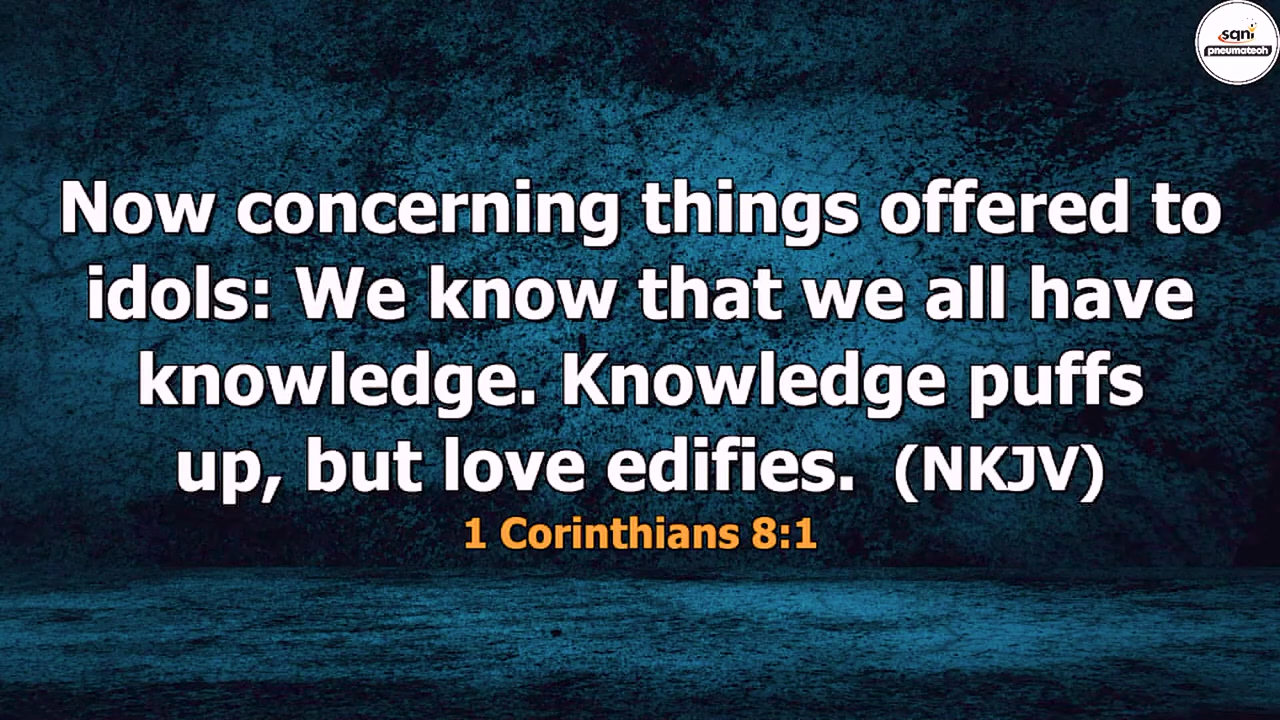 sqni
pneumatech
Now concerning things offered to
idols: We know that we all have
knowledge. Knowledge puffs
up, but love edifies. (NKJV)
1 Corinthians 8:1